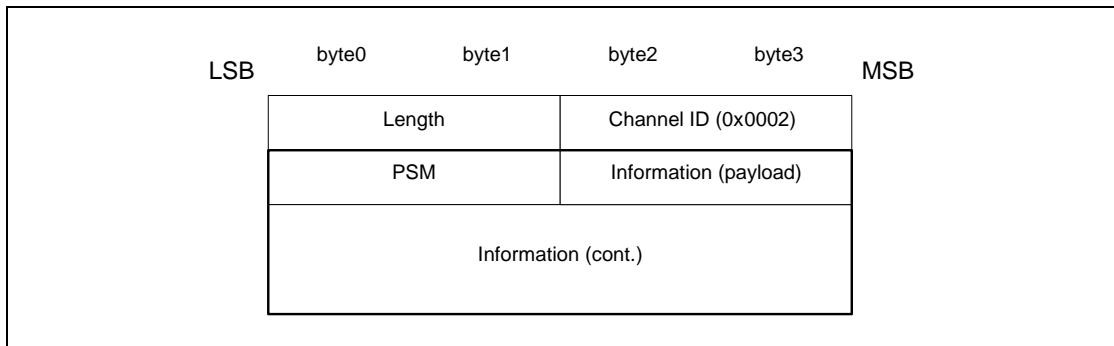 byte0 byte1 byte2 byte3
LSB MSB
Length Channel ID (0x0002)
PSM Information (payload)
Information (cont.)